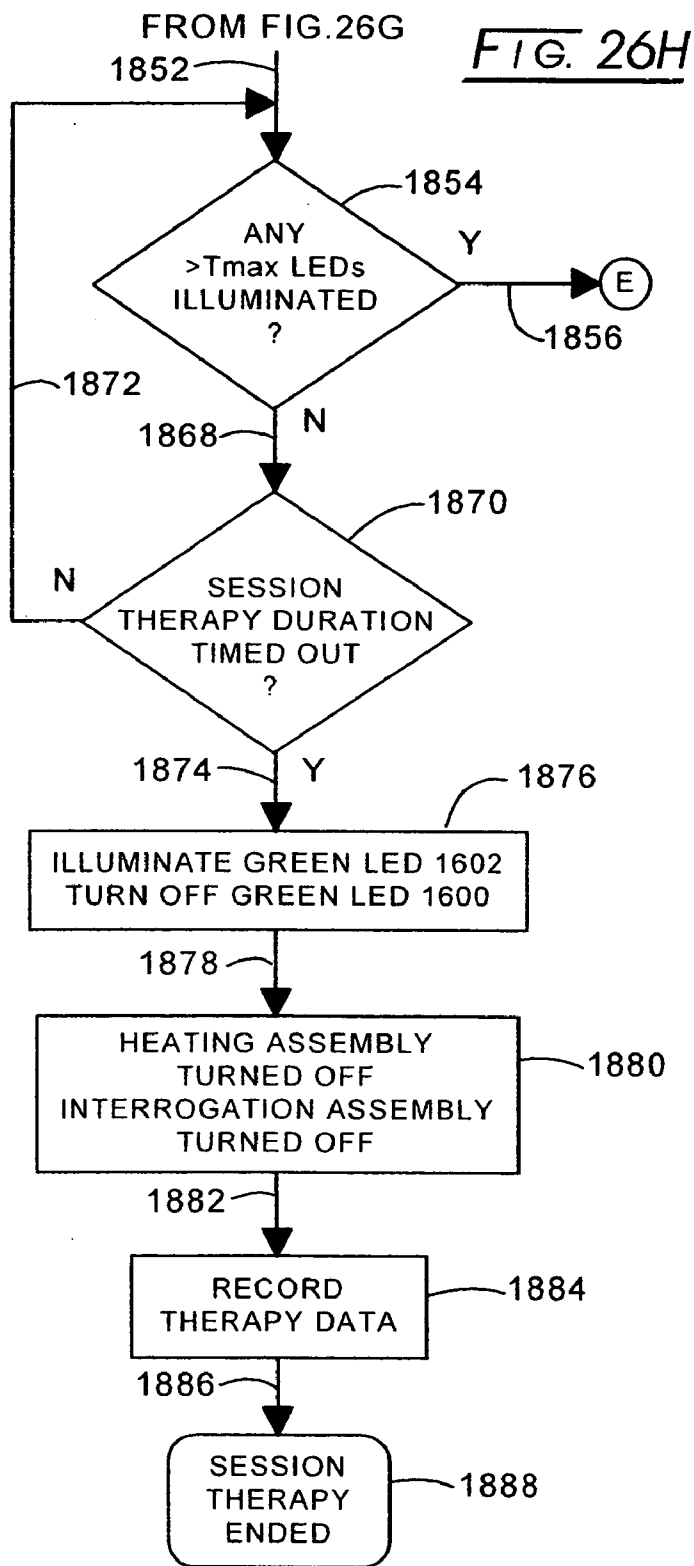 FROM FIG.26G
FIG. 26H
1852
1854
ANY
>Tmax LEDs
ILLUMINATED
?
Y
E
1856
1872
1868
N
1870
N
SESSION
THERAPY DURATION
TIMED OUT
?
1874
Y
1876
ILLUMINATE GREEN LED 1602
TURN OFF GREEN LED 1600
1878
HEATING ASSEMBLY
TURNED OFF
INTERROGATION ASSEMBLY
TURNED OFF
1880
1882
RECORD
THERAPY DATA
1884
1886
SESSION
THERAPY
ENDED
1888